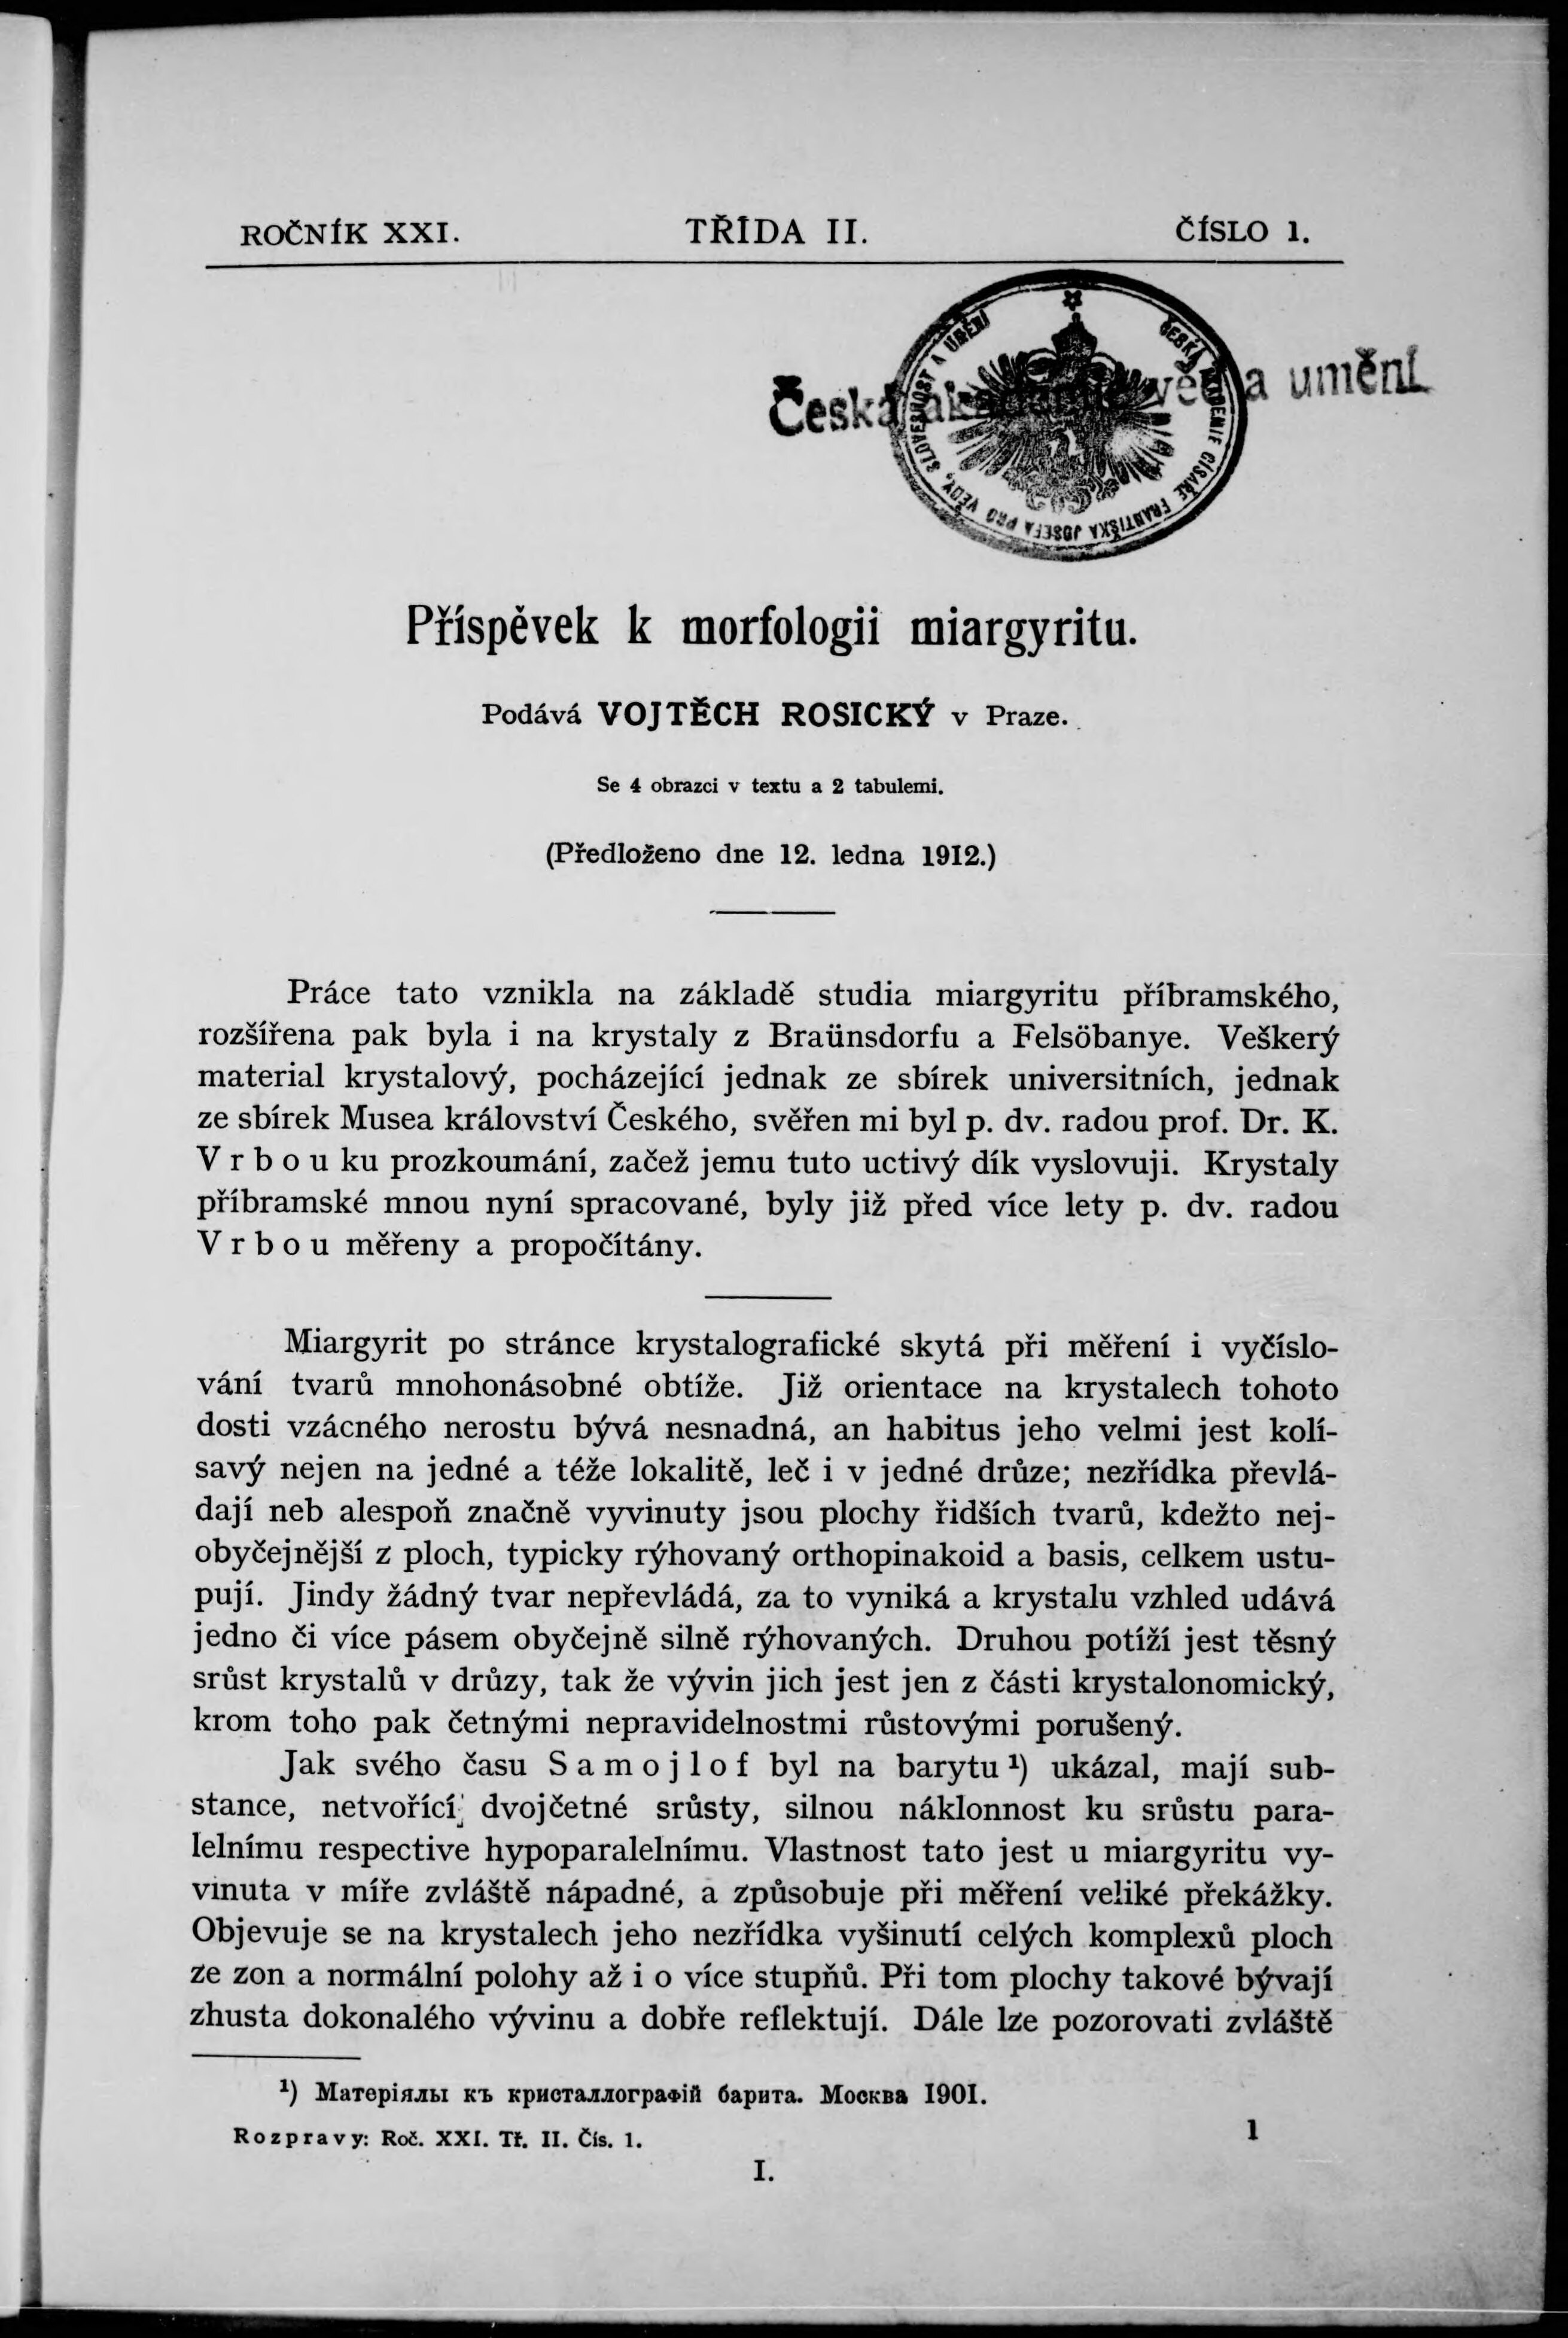 ROČNÍK XXI. TŘÍDA II. ČÍSLO 1.
Česká akademie věd a umění
ČESKÁ AKADEMIE CÍSAŘE FRANTIŠKA JOSEFA PRO VĚDY, SLOVESNOST A UMĚNÍ
Příspěvek k morfologii miargyritu.
Podává VOJTĚCH ROSICKÝ v Praze.
Se 4 obrazci v textu a 2 tabulemi.
(Předloženo dne 12. ledna 1912.)
Práce tato vznikla na základě studia miargyritu příbramského,
rozšířena pak byla i na krystaly z Braünsdorfu a Felsöbanye. Veškerý
material krystalový, pocházející jednak ze sbírek universitních, jednak
ze sbírek Musea království Českého, svěřen mi byl p. dv. radou prof. Dr. K.
Vrbou ku prozkoumání, začež jemu tuto uctivý dík vyslovuji. Krystaly
příbramské mnou nyní spracované, byly již před více lety p. dv. radou
Vrbou měřeny a propočítány.
Miargyrit po stránce krystalografické skytá při měření i vyčíslo-
vání tvarů mnohonásobné obtíže. Již orientace na krystalech tohoto
dosti vzácného nerostu bývá nesnadná, an habitus jeho velmi jest kolí-
savý nejen na jedné a téže lokalitě, leč i v jedné drůze; nezřídka převlá-
dají neb alespoň značně vyvinuty jsou plochy řidších tvarů, kdežto nej-
obyčejnější z ploch, typicky rýhovaný orthopinakoid a basis, celkem ustu-
pují. Jindy žádný tvar nepřevládá, za to vyniká a krystalu vzhled udává
jedno či více pásem obyčejně silně rýhovaných. Druhou potíží jest těsný
srůst krystalů v drůzy, tak že vývin jich jest jen z části krystalonomický,
krom toho pak četnými nepravidelnostmi růstovými porušený.
Jak svého času Samojlof byl na barytu ¹) ukázal, mají sub-
stance, netvořící dvojčetné srůsty, silnou náklonnost ku srůstu para-
lelnímu respective hypoparalelnímu. Vlastnost tato jest u miargyritu vy-
vinuta v míře zvláště nápadné, a způsobuje při měření veliké překážky.
Objevuje se na krystalech jeho nezřídka vyšinutí celých komplexů ploch
ze zon a normální polohy až i o více stupňů. Při tom plochy takové bývají
zhusta dokonalého vývinu a dobře reflektují. Dále lze pozorovati zvláště
¹) Матеріялы къ кристаллографій барита. Москва 1901.
Rozpravy: Roč. XXI. Tř. II. Čís. 1. 1
I.